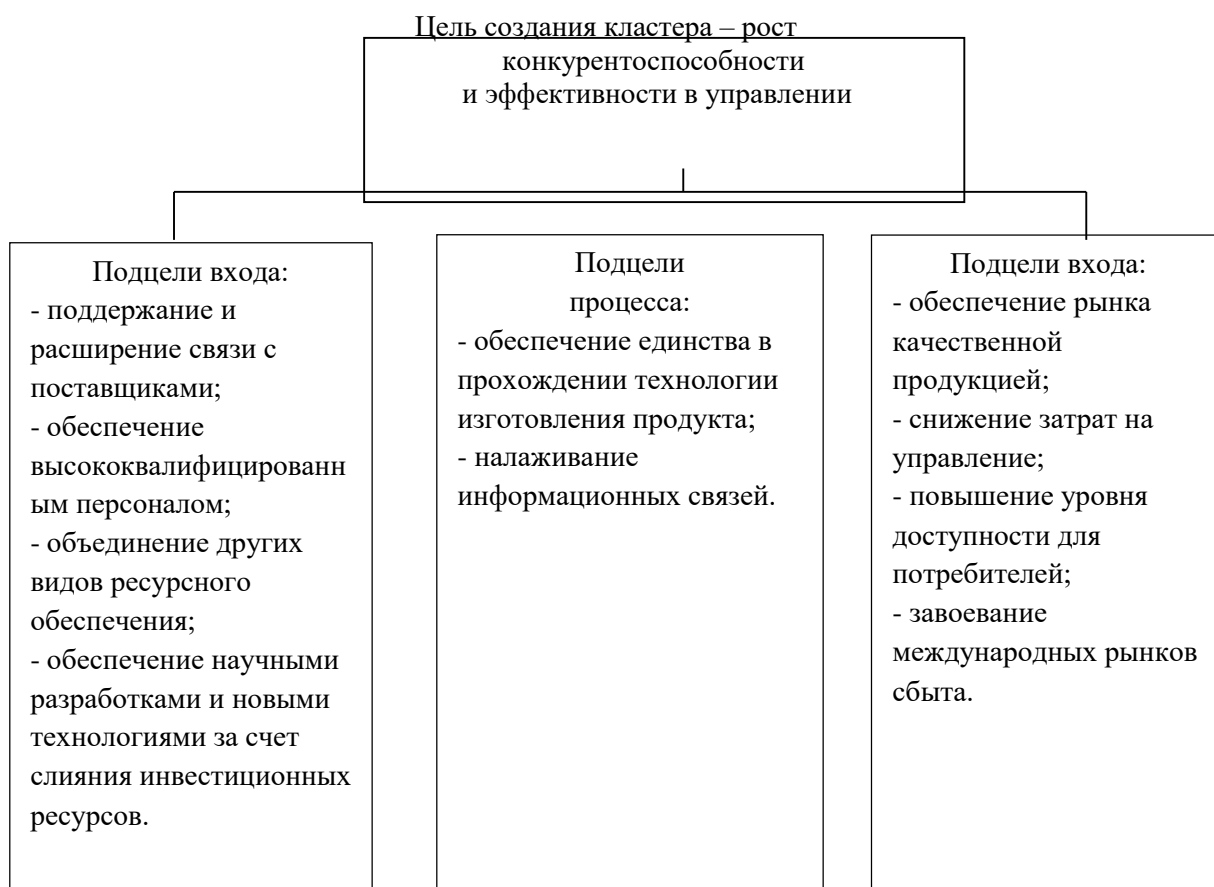 Цель создания кластера – рост
конкурентоспособности
и эффективности в управлении
Подцели входа:
- поддержание и
расширение связи с
поставщиками;
- обеспечение
высококвалифицированн
ым персоналом;
- объединение других
видов ресурсного
обеспечения;
- обеспечение научными
разработками и новыми
технологиями за счет
слияния инвестиционных
ресурсов.
Подцели
процесса:
- обеспечение единства в
прохождении технологии
изготовления продукта;
- налаживание
информационных связей.
Подцели входа:
- обеспечение рынка
качественной
продукцией;
- снижение затрат на
управление;
- повышение уровня
доступности для
потребителей;
- завоевание
международных рынков
сбыта.